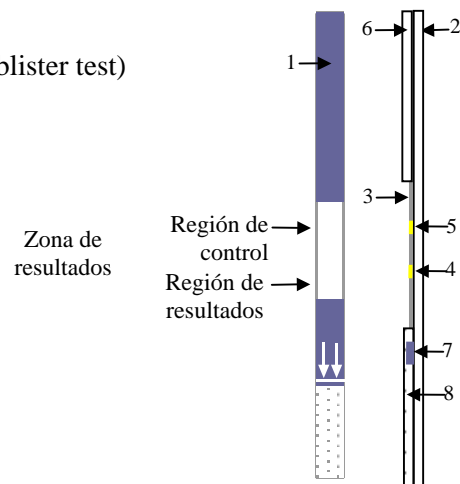 6
2
blister test)
1
3
Región de
control
5
Zona de
resultados
Región de
resultados
4
7
8